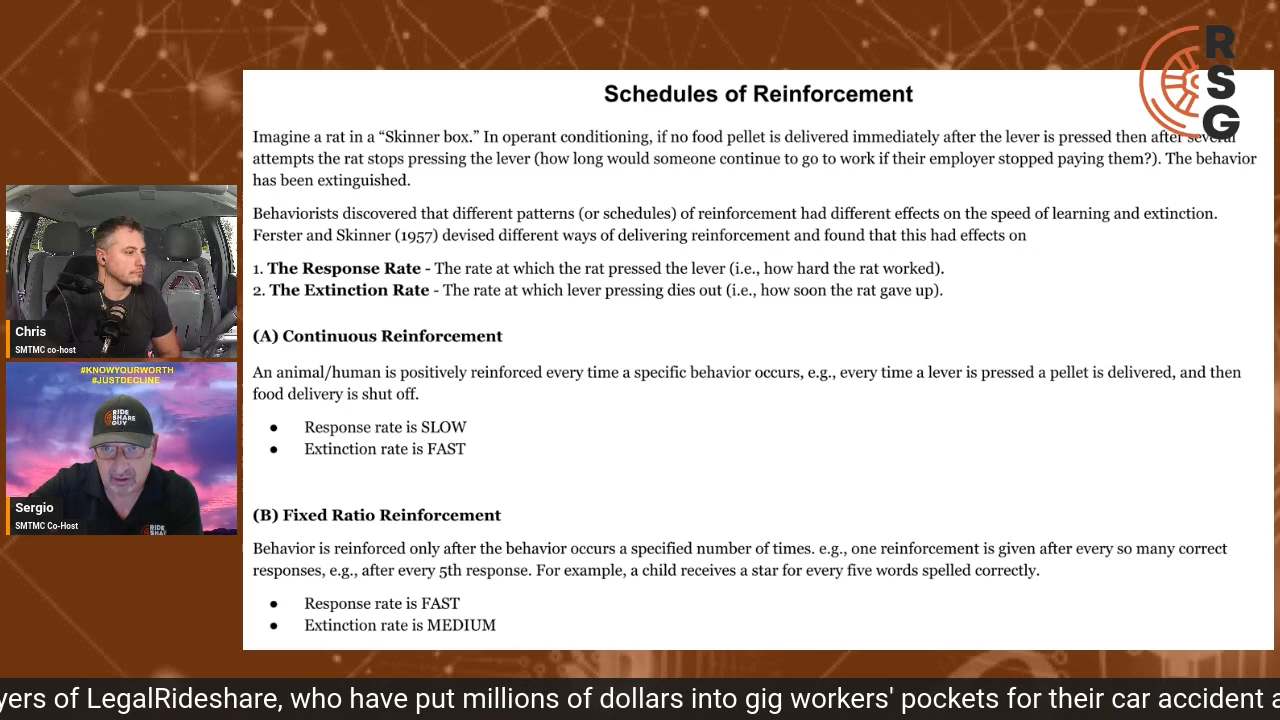 R
S
G
Schedules of Reinforcement
Imagine a rat in a “Skinner box.” In operant conditioning, if no food pellet is delivered immediately after the lever is pressed then after several
attempts the rat stops pressing the lever (how long would someone continue to go to work if their employer stopped paying them?). The behavior
has been extinguished.
Behaviorists discovered that different patterns (or schedules) of reinforcement had different effects on the speed of learning and extinction.
Ferster and Skinner (1957) devised different ways of delivering reinforcement and found that this had effects on
1. The Response Rate - The rate at which the rat pressed the lever (i.e., how hard the rat worked).
2. The Extinction Rate - The rate at which lever pressing dies out (i.e., how soon the rat gave up).
(A) Continuous Reinforcement
An animal/human is positively reinforced every time a specific behavior occurs, e.g., every time a lever is pressed a pellet is delivered, and then
food delivery is shut off.
● Response rate is SLOW
● Extinction rate is FAST
(B) Fixed Ratio Reinforcement
Behavior is reinforced only after the behavior occurs a specified number of times. e.g., one reinforcement is given after every so many correct
responses, e.g., after every 5th response. For example, a child receives a star for every five words spelled correctly.
● Response rate is FAST
● Extinction rate is MEDIUM
Chris
SMTMC co-host
#KNOWYOURWORTH
#JUSTDECLINE
RIDE
SHARE
GUY
Sergio
SMTMC Co-Host
RIDE
yers of LegalRideshare, who have put millions of dollars into gig workers' pockets for their car accident a